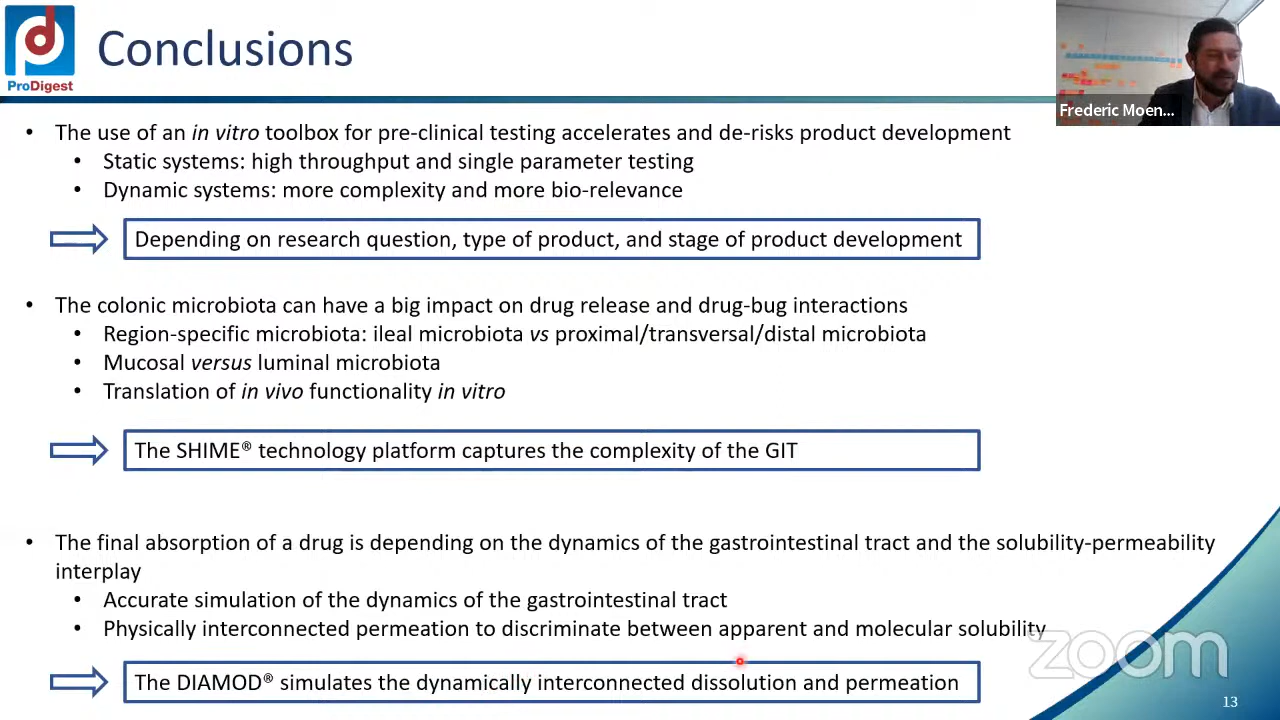 ProDigest
Conclusions
Frederic Moen...
• The use of an in vitro toolbox for pre-clinical testing accelerates and de-risks product development
• Static systems: high throughput and single parameter testing
• Dynamic systems: more complexity and more bio-relevance
Depending on research question, type of product, and stage of product development
• The colonic microbiota can have a big impact on drug release and drug-bug interactions
• Region-specific microbiota: ileal microbiota vs proximal/transversal/distal microbiota
• Mucosal versus luminal microbiota
• Translation of in vivo functionality in vitro
The SHIME® technology platform captures the complexity of the GIT
• The final absorption of a drug is depending on the dynamics of the gastrointestinal tract and the solubility-permeability
interplay
• Accurate simulation of the dynamics of the gastrointestinal tract
• Physically interconnected permeation to discriminate between apparent and molecular solubility
The DIAMOD® simulates the dynamically interconnected dissolution and permeation
zoom
13